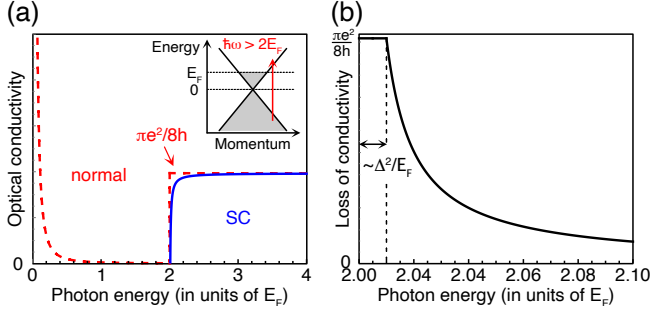 (a)
Optical conductivity
0
normal
πe²/8h
SC
Energy
ħω > 2E_F
E_F
0
Momentum
0 1 2 3 4
Photon energy (in units of E_F)
(b)
Loss of conductivity
πe²
8h
0
~Δ²/E_F
2.00 2.04 2.04 2.06 2.08 2.10
Photon energy (in units of E_F)